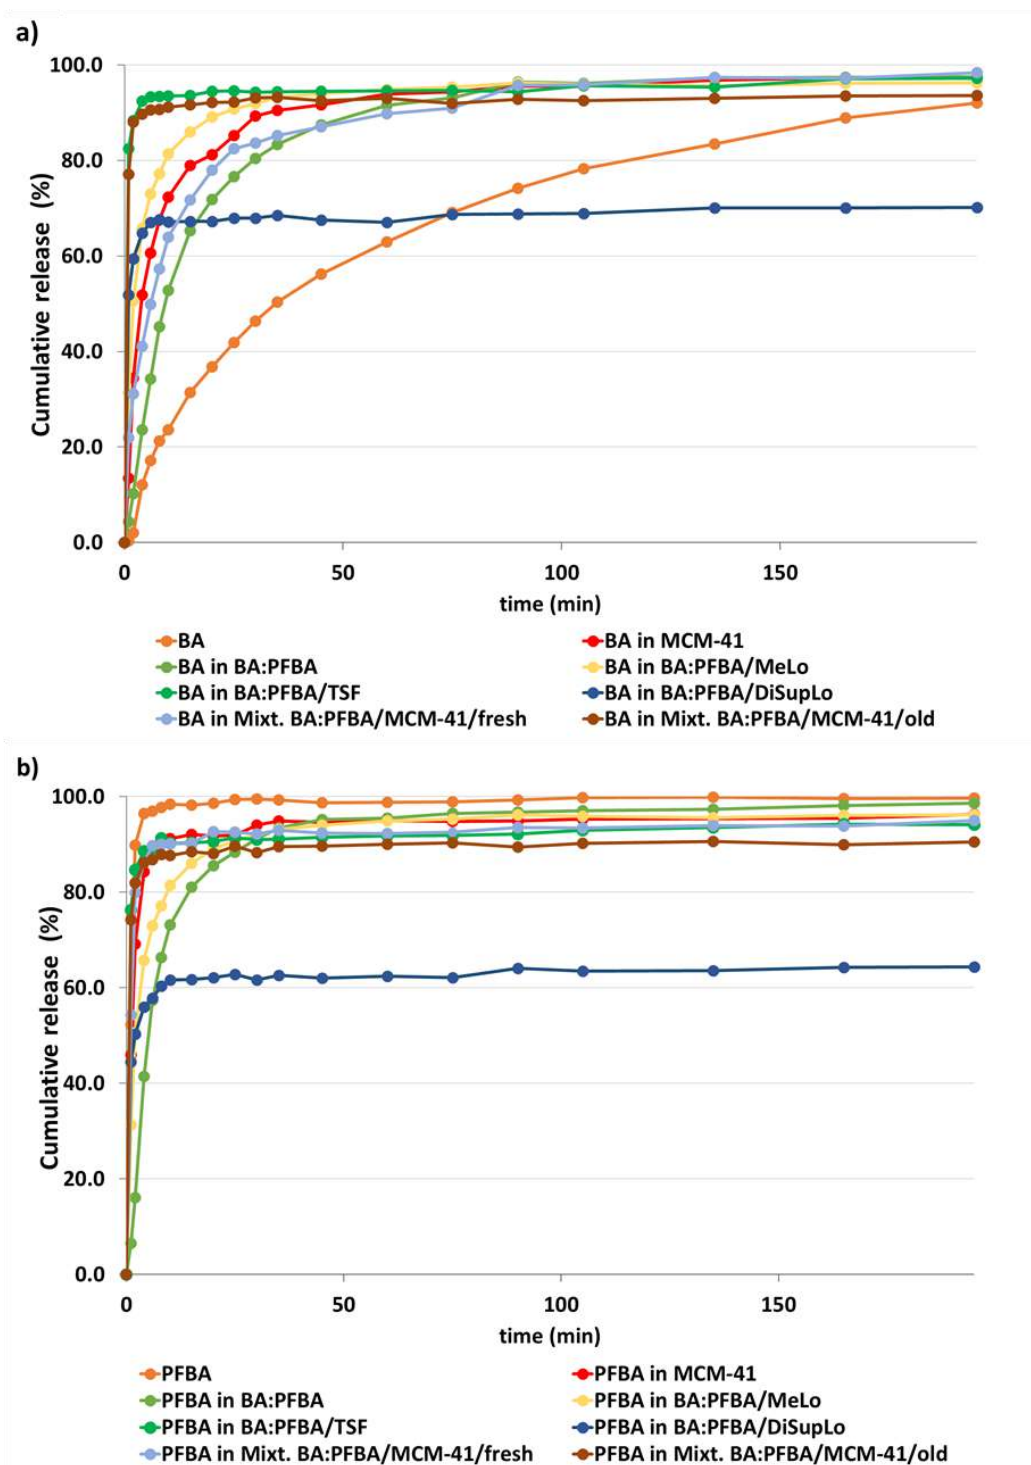 a)
100.0
80.0
60.0
40.0
20.0
0.0
Cumulative release (%)
0 50 100 150
time (min)
BA BA in MCM-41
BA in BA:PFBA BA in BA:PFBA/MeLo
BA in BA:PFBA/TSF BA in BA:PFBA/DiSupLo
BA in Mixt. BA:PFBA/MCM-41/fresh BA in Mixt. BA:PFBA/MCM-41/old
b)
100.0
80.0
60.0
40.0
20.0
0.0
Cumulative release (%)
0 50 100 150
time (min)
PFBA PFBA in MCM-41
PFBA in BA:PFBA PFBA in BA:PFBA/MeLo
PFBA in BA:PFBA/TSF PFBA in BA:PFBA/DiSupLo
PFBA in Mixt. BA:PFBA/MCM-41/fresh PFBA in Mixt. BA:PFBA/MCM-41/old